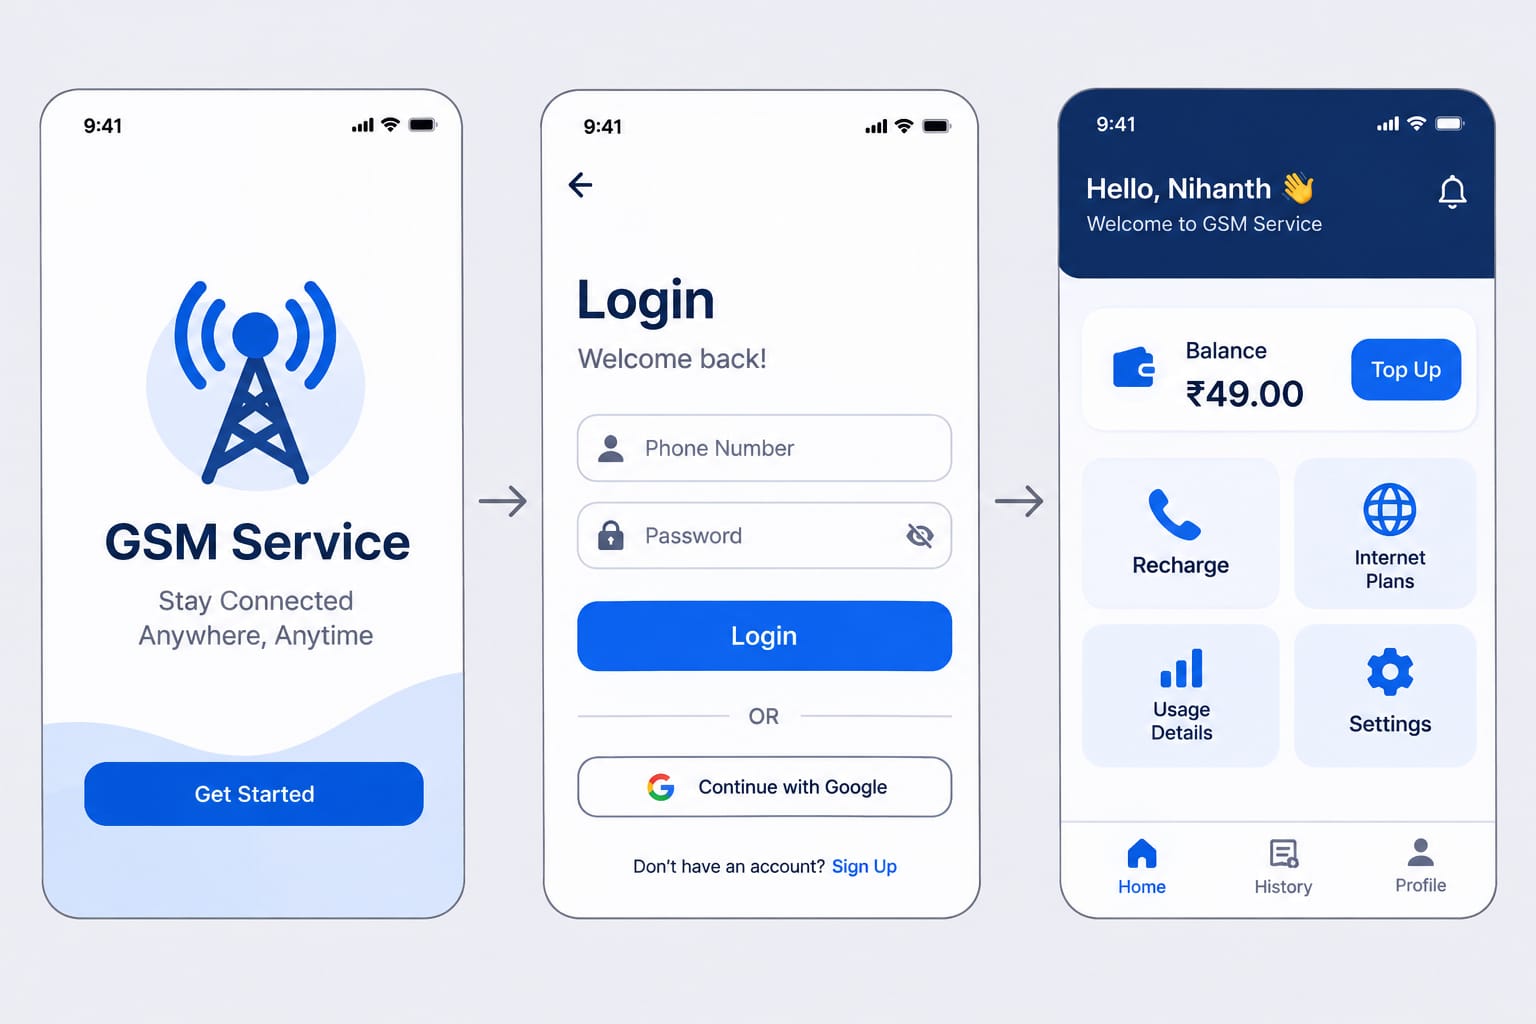 9:41
GSM Service
Stay Connected
Anywhere, Anytime
Get Started
9:41
Login
Welcome back!
Phone Number
Password
Login
OR
Continue with Google
Don't have an account? Sign Up
9:41
Hello, Nihanth 👋
Welcome to GSM Service
Balance
₹49.00
Top Up
Recharge
Internet
Plans
Usage
Details
Settings
Home
History
Profile